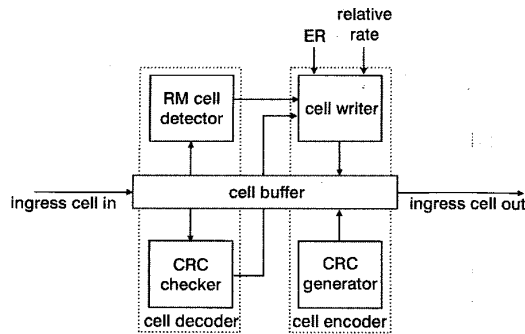 relative
rate
ER
RM cell
detector
cell writer
cell buffer
ingress cell in
ingress cell out
CRC
checker
CRC
generator
cell decoder
cell encoder